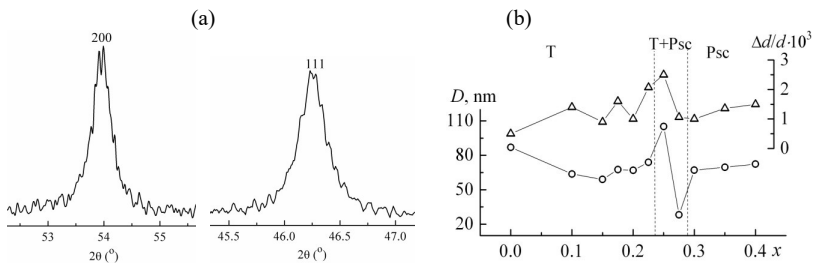 (a)
200
53 54 55
2θ (°)
111
45.5 46.0 46.5 47.0
2θ (°)
(b)
T T+Psc Psc
Δd/d·10³
3
2
1
0
D, nm
110
80
50
20
0.0 0.1 0.2 0.3 0.4 x